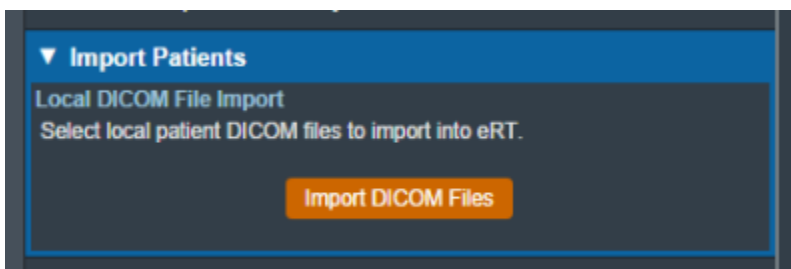 Import Patients
Local DICOM File Import
Select local patient DICOM files to import into eRT.
Import DICOM Files